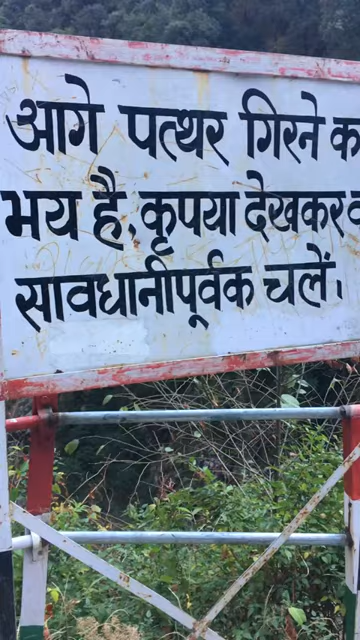 आगे पत्थर गिरने का
भय है, कृपया देखकर व
सावधानीपूर्वक चलें।